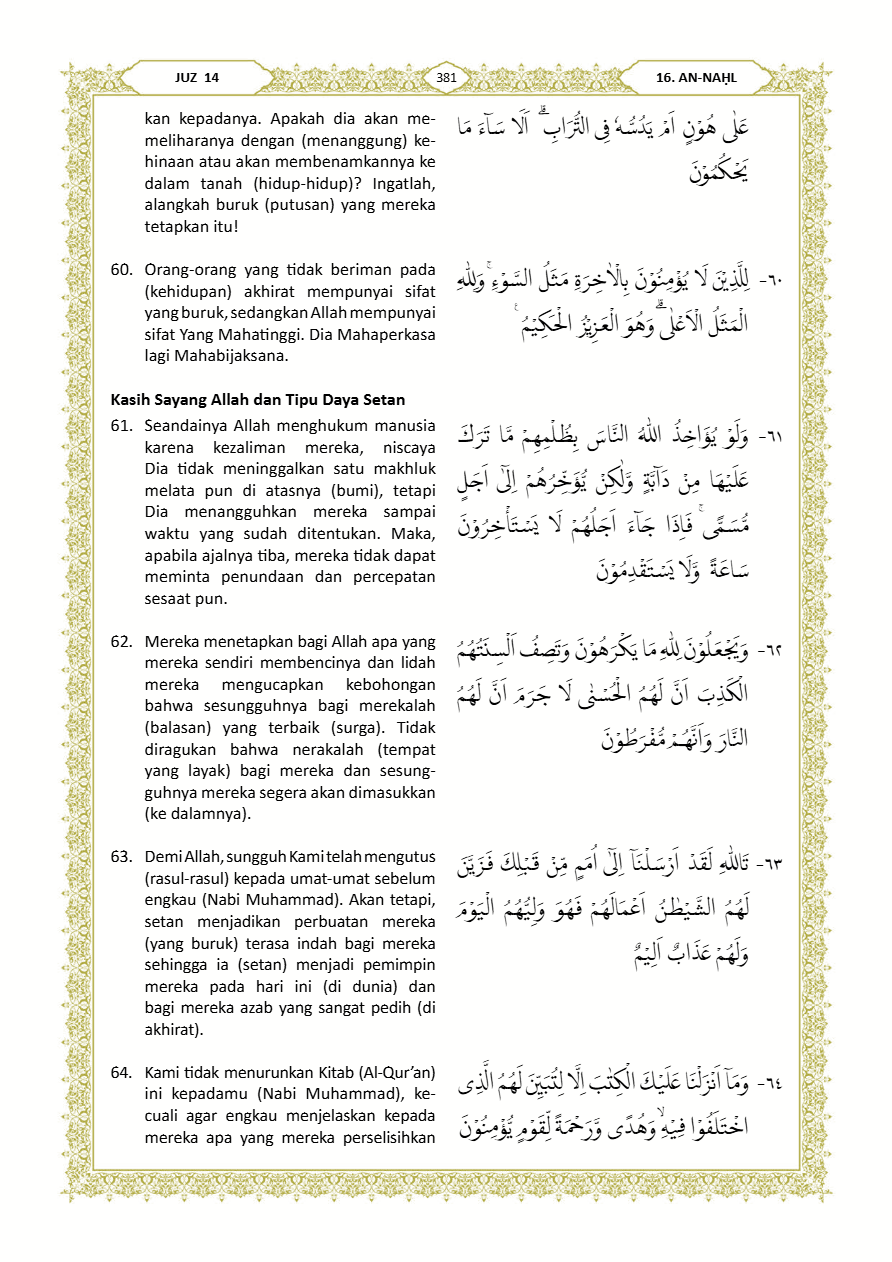 JUZ 14
381
16. AN-NAḤL
kan kepadanya. Apakah dia akan me-
meliharanya dengan (menanggung) ke-
hinaan atau akan membenamkannya ke
dalam tanah (hidup-hidup)? Ingatlah,
alangkah buruk (putusan) yang mereka
tetapkan itu!
عَلٰى هُوْنٍ اَمْ يَدُسُّهٗ فِى التُّرَابِۗ اَلَا سَاۤءَ مَا
يَحْكُمُوْنَ
60. Orang-orang yang tidak beriman pada
(kehidupan) akhirat mempunyai sifat
yang buruk, sedangkan Allah mempunyai
sifat Yang Mahatinggi. Dia Mahaperkasa
lagi Mahabijaksana.
٦٠- لِلَّذِيْنَ لَا يُؤْمِنُوْنَ بِالْاٰخِرَةِ مَثَلُ السَّوْءِۚ وَلِلّٰهِ
الْمَثَلُ الْاَعْلٰىۗ وَهُوَ الْعَزِيْزُ الْحَكِيْمُ ࣖ
Kasih Sayang Allah dan Tipu Daya Setan
61. Seandainya Allah menghukum manusia
karena kezaliman mereka, niscaya
Dia tidak meninggalkan satu makhluk
melata pun di atasnya (bumi), tetapi
Dia menangguhkan mereka sampai
waktu yang sudah ditentukan. Maka,
apabila ajalnya tiba, mereka tidak dapat
meminta penundaan dan percepatan
sesaat pun.
٦١- وَلَوْ يُؤَاخِذُ اللّٰهُ النَّاسَ بِظُلْمِهِمْ مَّا تَرَكَ
عَلَيْهَا مِنْ دَاۤبَّةٍ وَّلٰكِنْ يُّؤَخِّرُهُمْ اِلٰٓى اَجَلٍ
مُّسَمًّىۚ فَاِذَا جَاۤءَ اَجَلُهُمْ لَا يَسْتَأْخِرُوْنَ
سَاعَةً وَّلَا يَسْتَقْدِمُوْنَ
62. Mereka menetapkan bagi Allah apa yang
mereka sendiri membencinya dan lidah
mereka mengucapkan kebohongan
bahwa sesungguhnya bagi merekalah
(balasan) yang terbaik (surga). Tidak
diragukan bahwa nerakalah (tempat
yang layak) bagi mereka dan sesung-
guhnya mereka segera akan dimasukkan
(ke dalamnya).
٦٢- وَيَجْعَلُوْنَ لِلّٰهِ مَا يَكْرَهُوْنَ وَتَصِفُ اَلْسِنَتُهُمُ
الْكَذِبَ اَنَّ لَهُمُ الْحُسْنٰى لَا جَرَمَ اَنَّ لَهُمُ
النَّارَ وَاَنَّهُمْ مُّفْرَطُوْنَ
63. Demi Allah, sungguh Kami telah mengutus
(rasul-rasul) kepada umat-umat sebelum
engkau (Nabi Muhammad). Akan tetapi,
setan menjadikan perbuatan mereka
(yang buruk) terasa indah bagi mereka
sehingga ia (setan) menjadi pemimpin
mereka pada hari ini (di dunia) dan
bagi mereka azab yang sangat pedih (di
akhirat).
٦٣- تَاللّٰهِ لَقَدْ اَرْسَلْنَآ اِلٰٓى اُمَمٍ مِّنْ قَبْلِكَ فَزَيَّنَ
لَهُمُ الشَّيْطٰنُ اَعْمَالَهُمْ فَهُوَ وَلِيُّهُمُ الْيَوْمَ
وَلَهُمْ عَذَابٌ اَلِيْمٌ
64. Kami tidak menurunkan Kitab (Al-Qur’an)
ini kepadamu (Nabi Muhammad), ke-
cuali agar engkau menjelaskan kepada
mereka apa yang mereka perselisihkan
٦٤- وَمَآ اَنْزَلْنَا عَلَيْكَ الْكِتٰبَ اِلَّا لِتُبَيِّنَ لَهُمُ الَّذِى
اخْتَلَفُوْا فِيْهِۙ وَهُدًى وَّرَحْمَةً لِّقَوْمٍ يُّؤْمِنُوْنَ